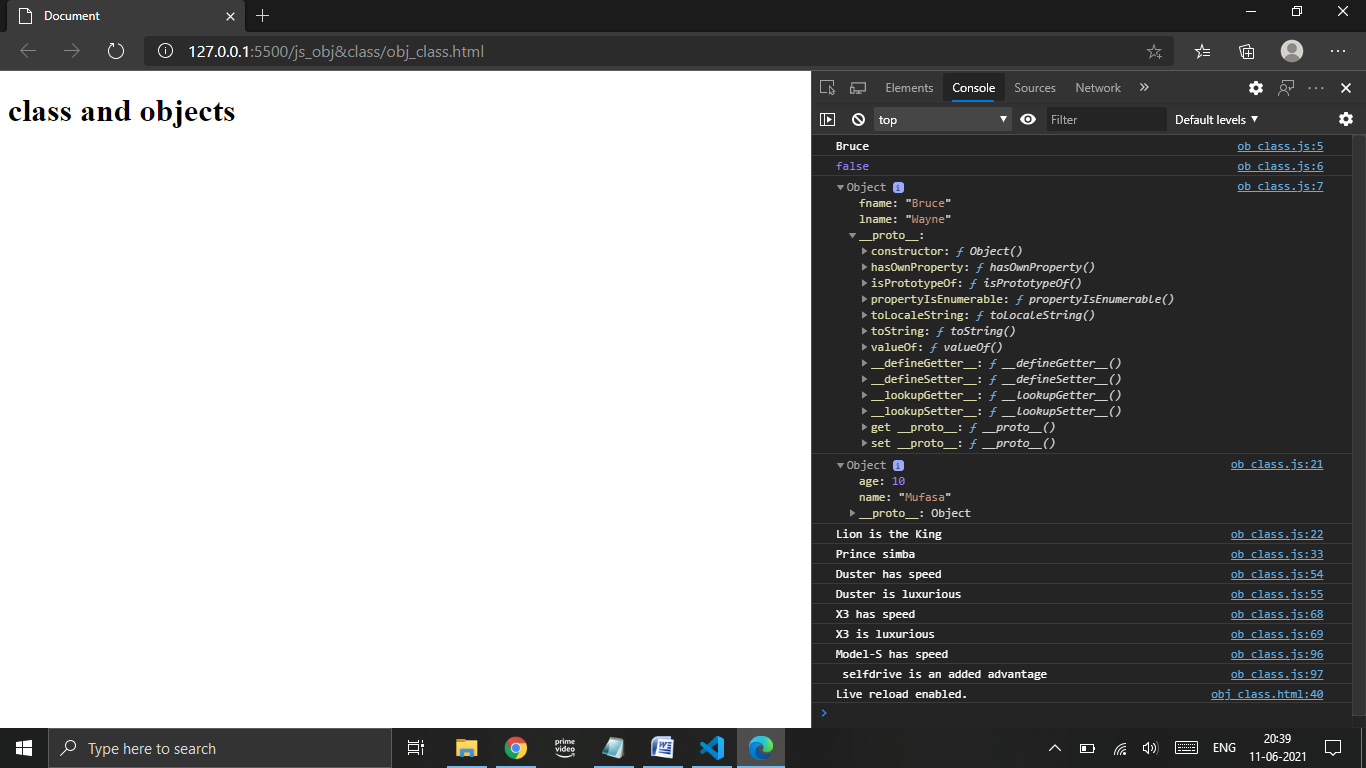 Document
127.0.0.1:5500/js_obj&class/obj_class.html
class and objects
Elements Console Sources Network
top Filter Default levels
Bruce ob_class.js:5
false ob_class.js:6
Object i ob_class.js:7
fname: "Bruce"
lname: "Wayne"
__proto__:
constructor: ƒ Object()
hasOwnProperty: ƒ hasOwnProperty()
isPrototypeOf: ƒ isPrototypeOf()
propertyIsEnumerable: ƒ propertyIsEnumerable()
toLocaleString: ƒ toLocaleString()
toString: ƒ toString()
valueOf: ƒ valueOf()
__defineGetter__: ƒ __defineGetter__()
__defineSetter__: ƒ __defineSetter__()
__lookupGetter__: ƒ __lookupGetter__()
__lookupSetter__: ƒ __lookupSetter__()
get __proto__: ƒ __proto__()
set __proto__: ƒ __proto__()
Object i ob_class.js:21
age: 10
name: "Mufasa"
__proto__: Object
Lion is the King ob_class.js:22
Prince simba ob_class.js:33
Duster has speed ob_class.js:54
Duster is luxurious ob_class.js:55
X3 has speed ob_class.js:68
X3 is luxurious ob_class.js:69
Model-S has speed ob_class.js:96
selfdrive is an added advantage ob_class.js:97
Live reload enabled. obj_class.html:40
Type here to search
prime
video
W
ENG
20:39
11-06-2021